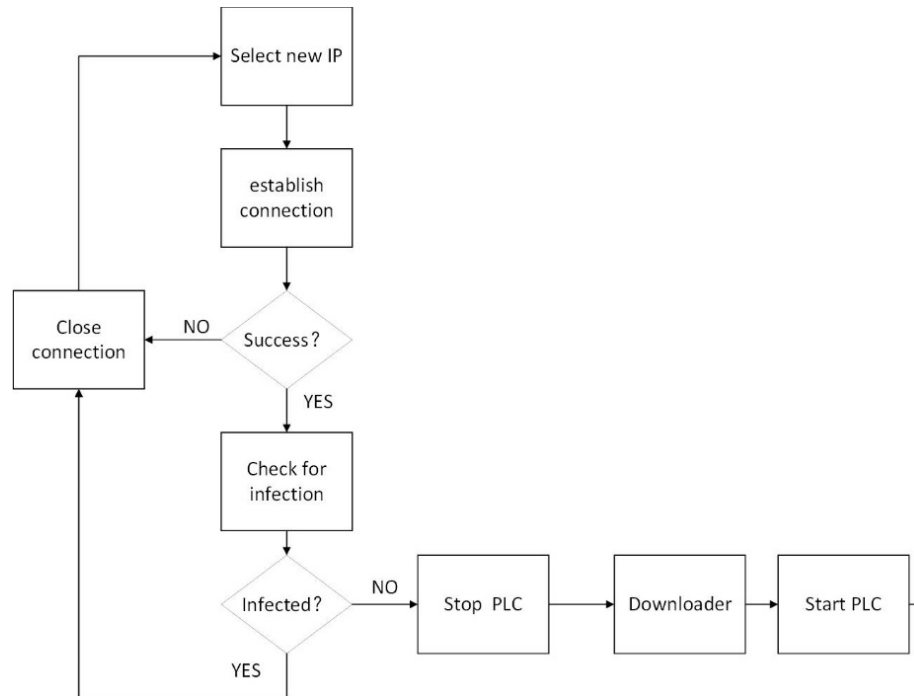 Select new IP
establish
connection
Close
connection
NO
Success?
YES
Check for
infection
Infected?
NO
Stop PLC
Downloader
Start PLC
YES